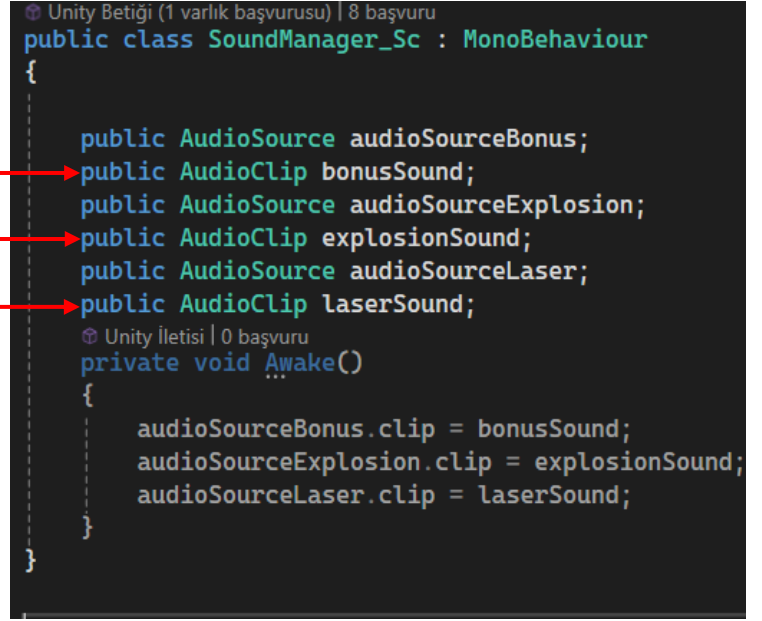 Unity Betiği (1 varlık başvurusu) | 8 başvuru
public class SoundManager_Sc : MonoBehaviour
{
public AudioSource audioSourceBonus;
public AudioClip bonusSound;
public AudioSource audioSourceExplosion;
public AudioClip explosionSound;
public AudioSource audioSourceLaser;
public AudioClip laserSound;
Unity İletisi | 0 başvuru
private void Awake()
{
audioSourceBonus.clip = bonusSound;
audioSourceExplosion.clip = explosionSound;
audioSourceLaser.clip = laserSound;
}
}